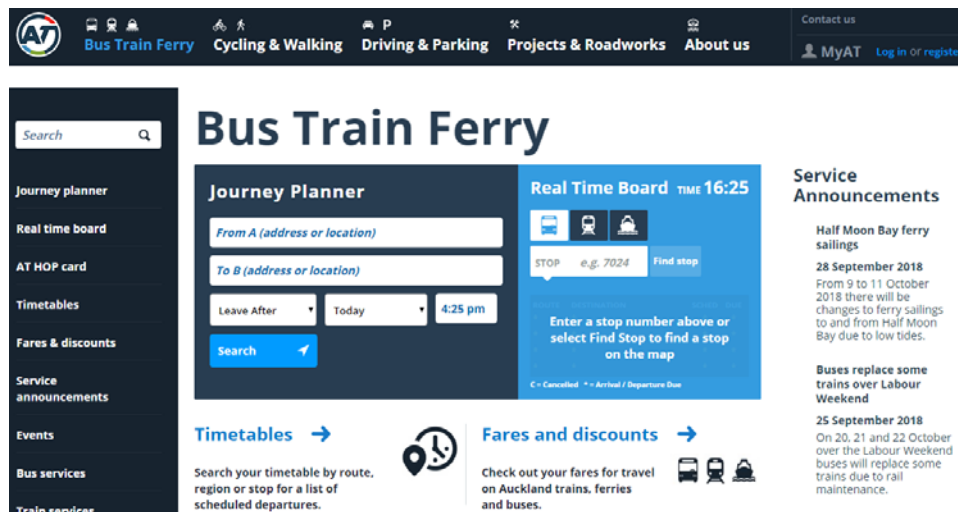 AT
P
Bus Train Ferry
Cycling & Walking
Driving & Parking
Projects & Roadworks
About us
Contact us
MyAT Log in or registe
Search
Journey planner
Real time board
AT HOP card
Timetables
Fares & discounts
Service
announcements
Events
Bus services
Train services
Bus Train Ferry
Journey Planner
From A (address or location)
To B (address or location)
Leave After
Today
4:25 pm
Search
Real Time Board TIME 16:25
STOP e.g. 7024 Find stop
Enter a stop number above or
select Find Stop to find a stop
on the map
C = Cancelled * = Arrival / Departure Due
Timetables
Search your timetable by route,
region or stop for a list of
scheduled departures.
Fares and discounts
Check out your fares for travel
on Auckland trains, ferries
and buses.
Service
Announcements
Half Moon Bay ferry
sailings
28 September 2018
From 9 to 11 October
2018 there will be
changes to ferry sailings
to and from Half Moon
Bay due to low tides.
Buses replace some
trains over Labour
Weekend
25 September 2018
On 20, 21 and 22 October
over the Labour Weekend
buses will replace some
trains due to rail
maintenance.